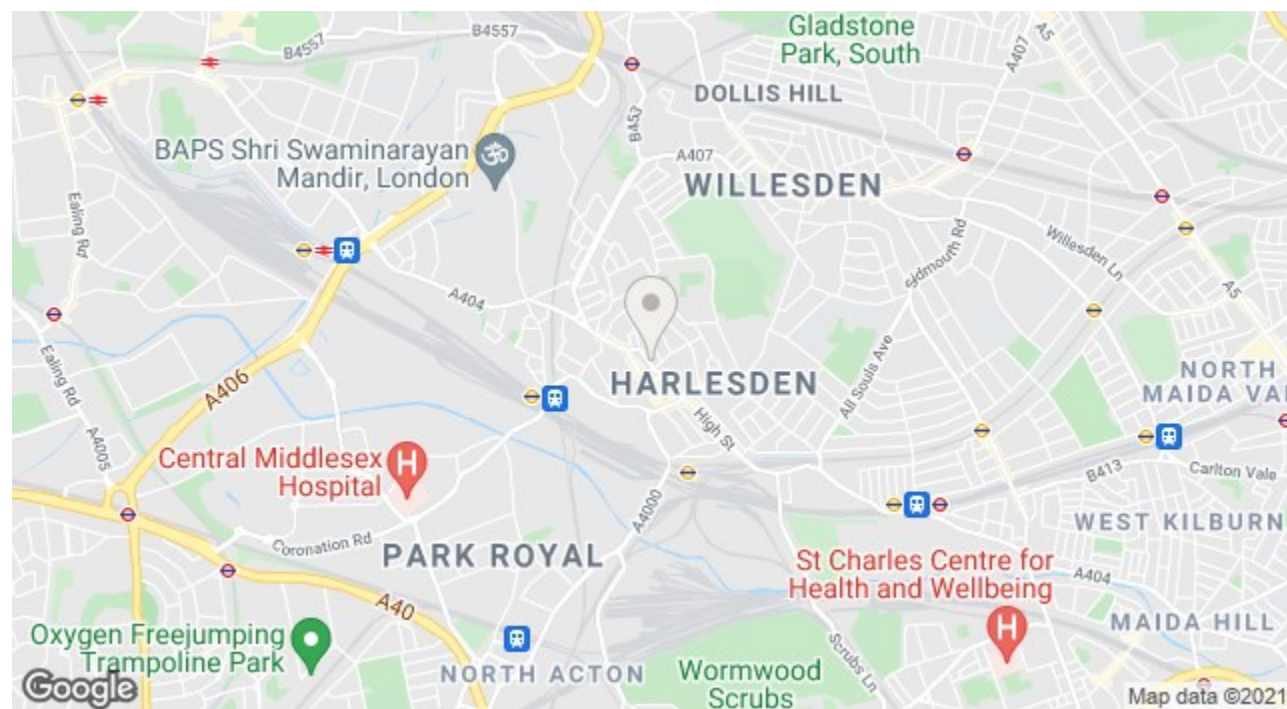 Gladstone
Park, South
B4557
B4557
A407
A5
DOLLIS HILL
B453
BAPS Shri Swaminarayan
Mandir, London
A407
WILLESDEN
Ealing Rd
Sidmouth Rd
Willesden Ln
A404
A5
Ealing Rd
A406
HARLESDEN
All Souls Ave
NORTH
MAIDA VA
High St
A4005
Central Middlesex
Hospital
B413
Carlton Vale
A4000
WEST KILBURN
Coronation Rd
PARK ROYAL
St Charles Centre for
Health and Wellbeing
A404
A40
MAIDA HILL
Oxygen Freejumping
Trampoline Park
NORTH ACTON
Wormwood
Scrubs
Scrubs Ln
Google
Map data ©2021